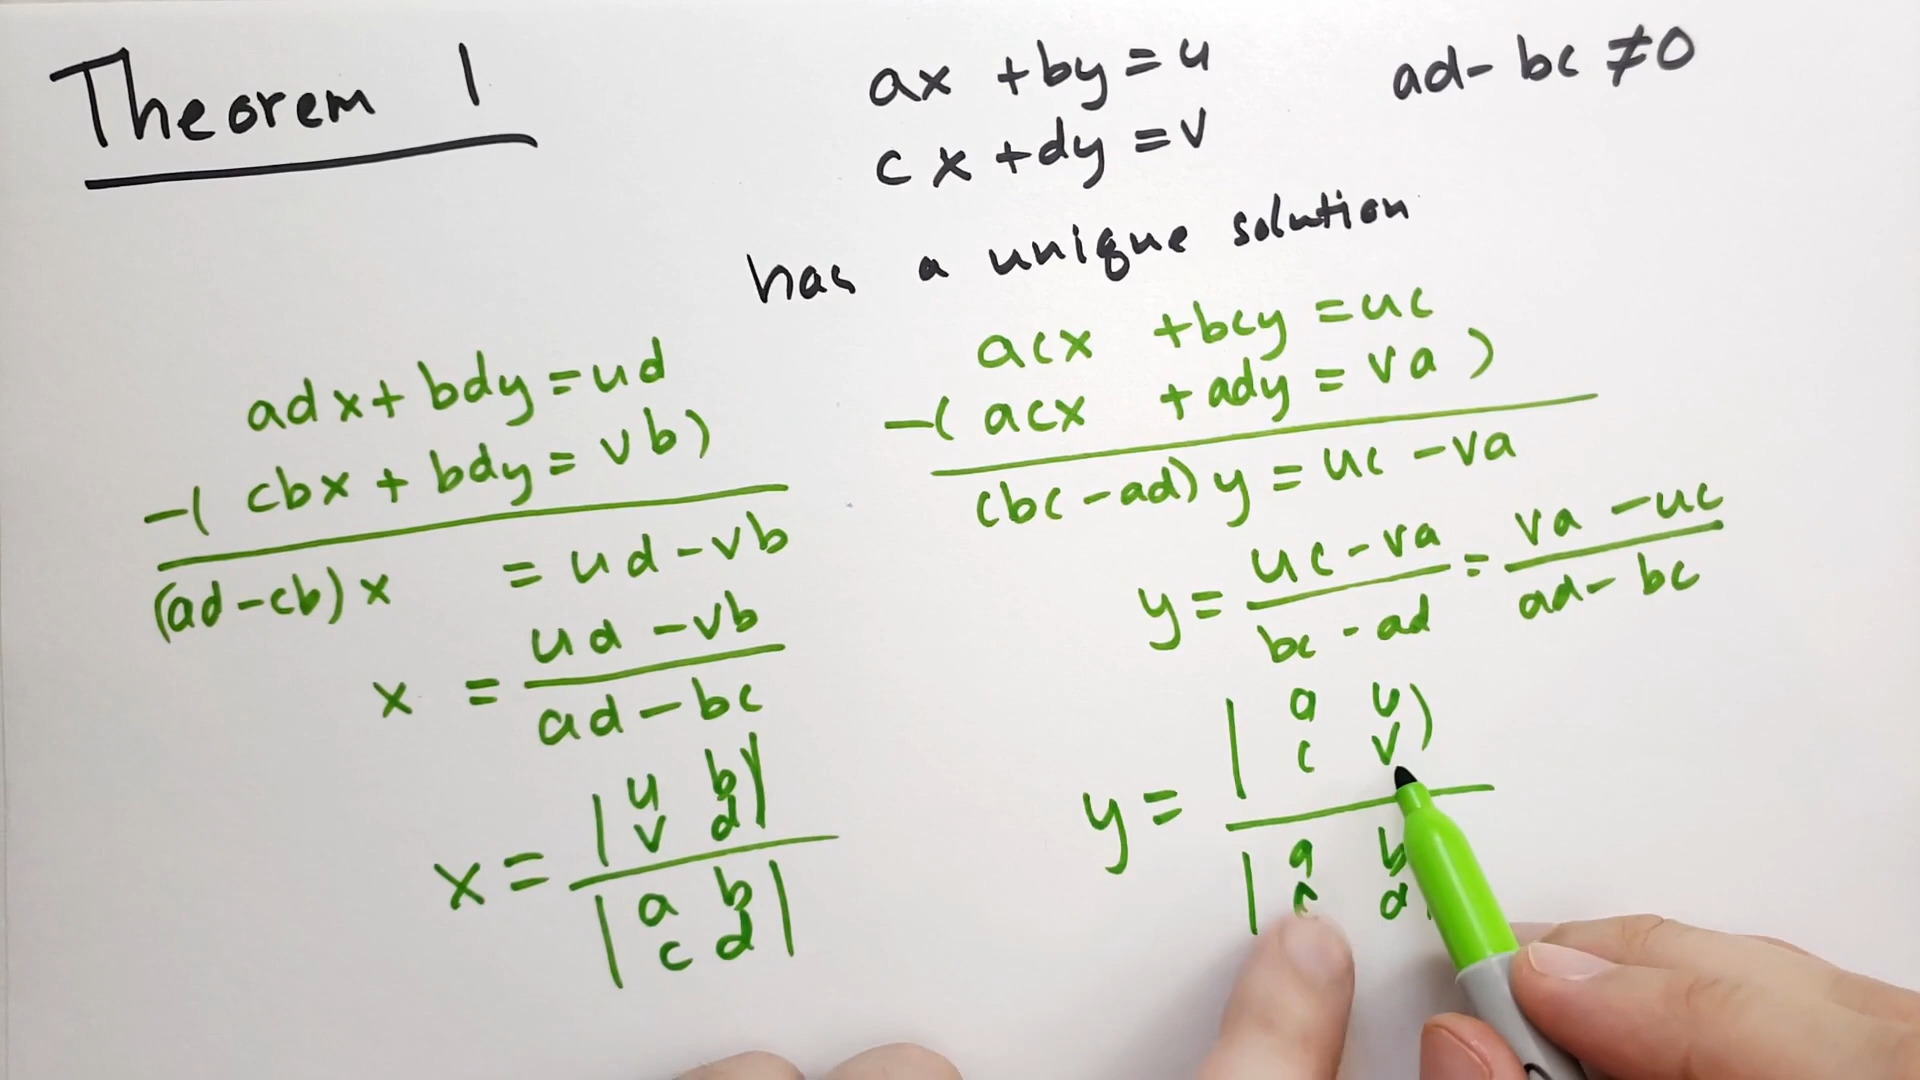 Theorem 1
ax + by = u
cx + dy = v
ad - bc ≠ 0
has a unique solution
adx + bdy = ud
-( cbx + bdy = vb)
(ad - cb) x = ud - vb
x = (ud - vb) / (ad - bc)
x = | u b |
| v d |
| a b |
| c d |
acx + bcy = uc
-( acx + ady = va )
(bc - ad) y = uc - va
y = (uc - va) / (bc - ad) = (va - uc) / (ad - bc)
y = | a u )
c v
| a b
c d